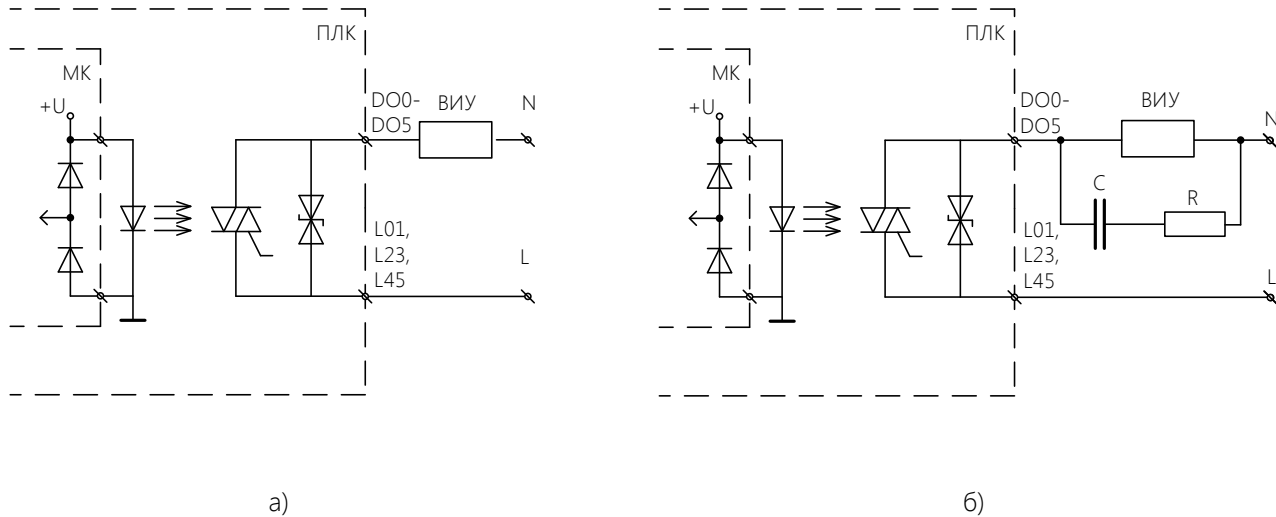 ПЛК
МК
+U
DO0-
DO5
ВИУ
N
L01,
L23,
L45
L
а)
ПЛК
МК
+U
DO0-
DO5
ВИУ
N
C
R
L01,
L23,
L45
L
б)